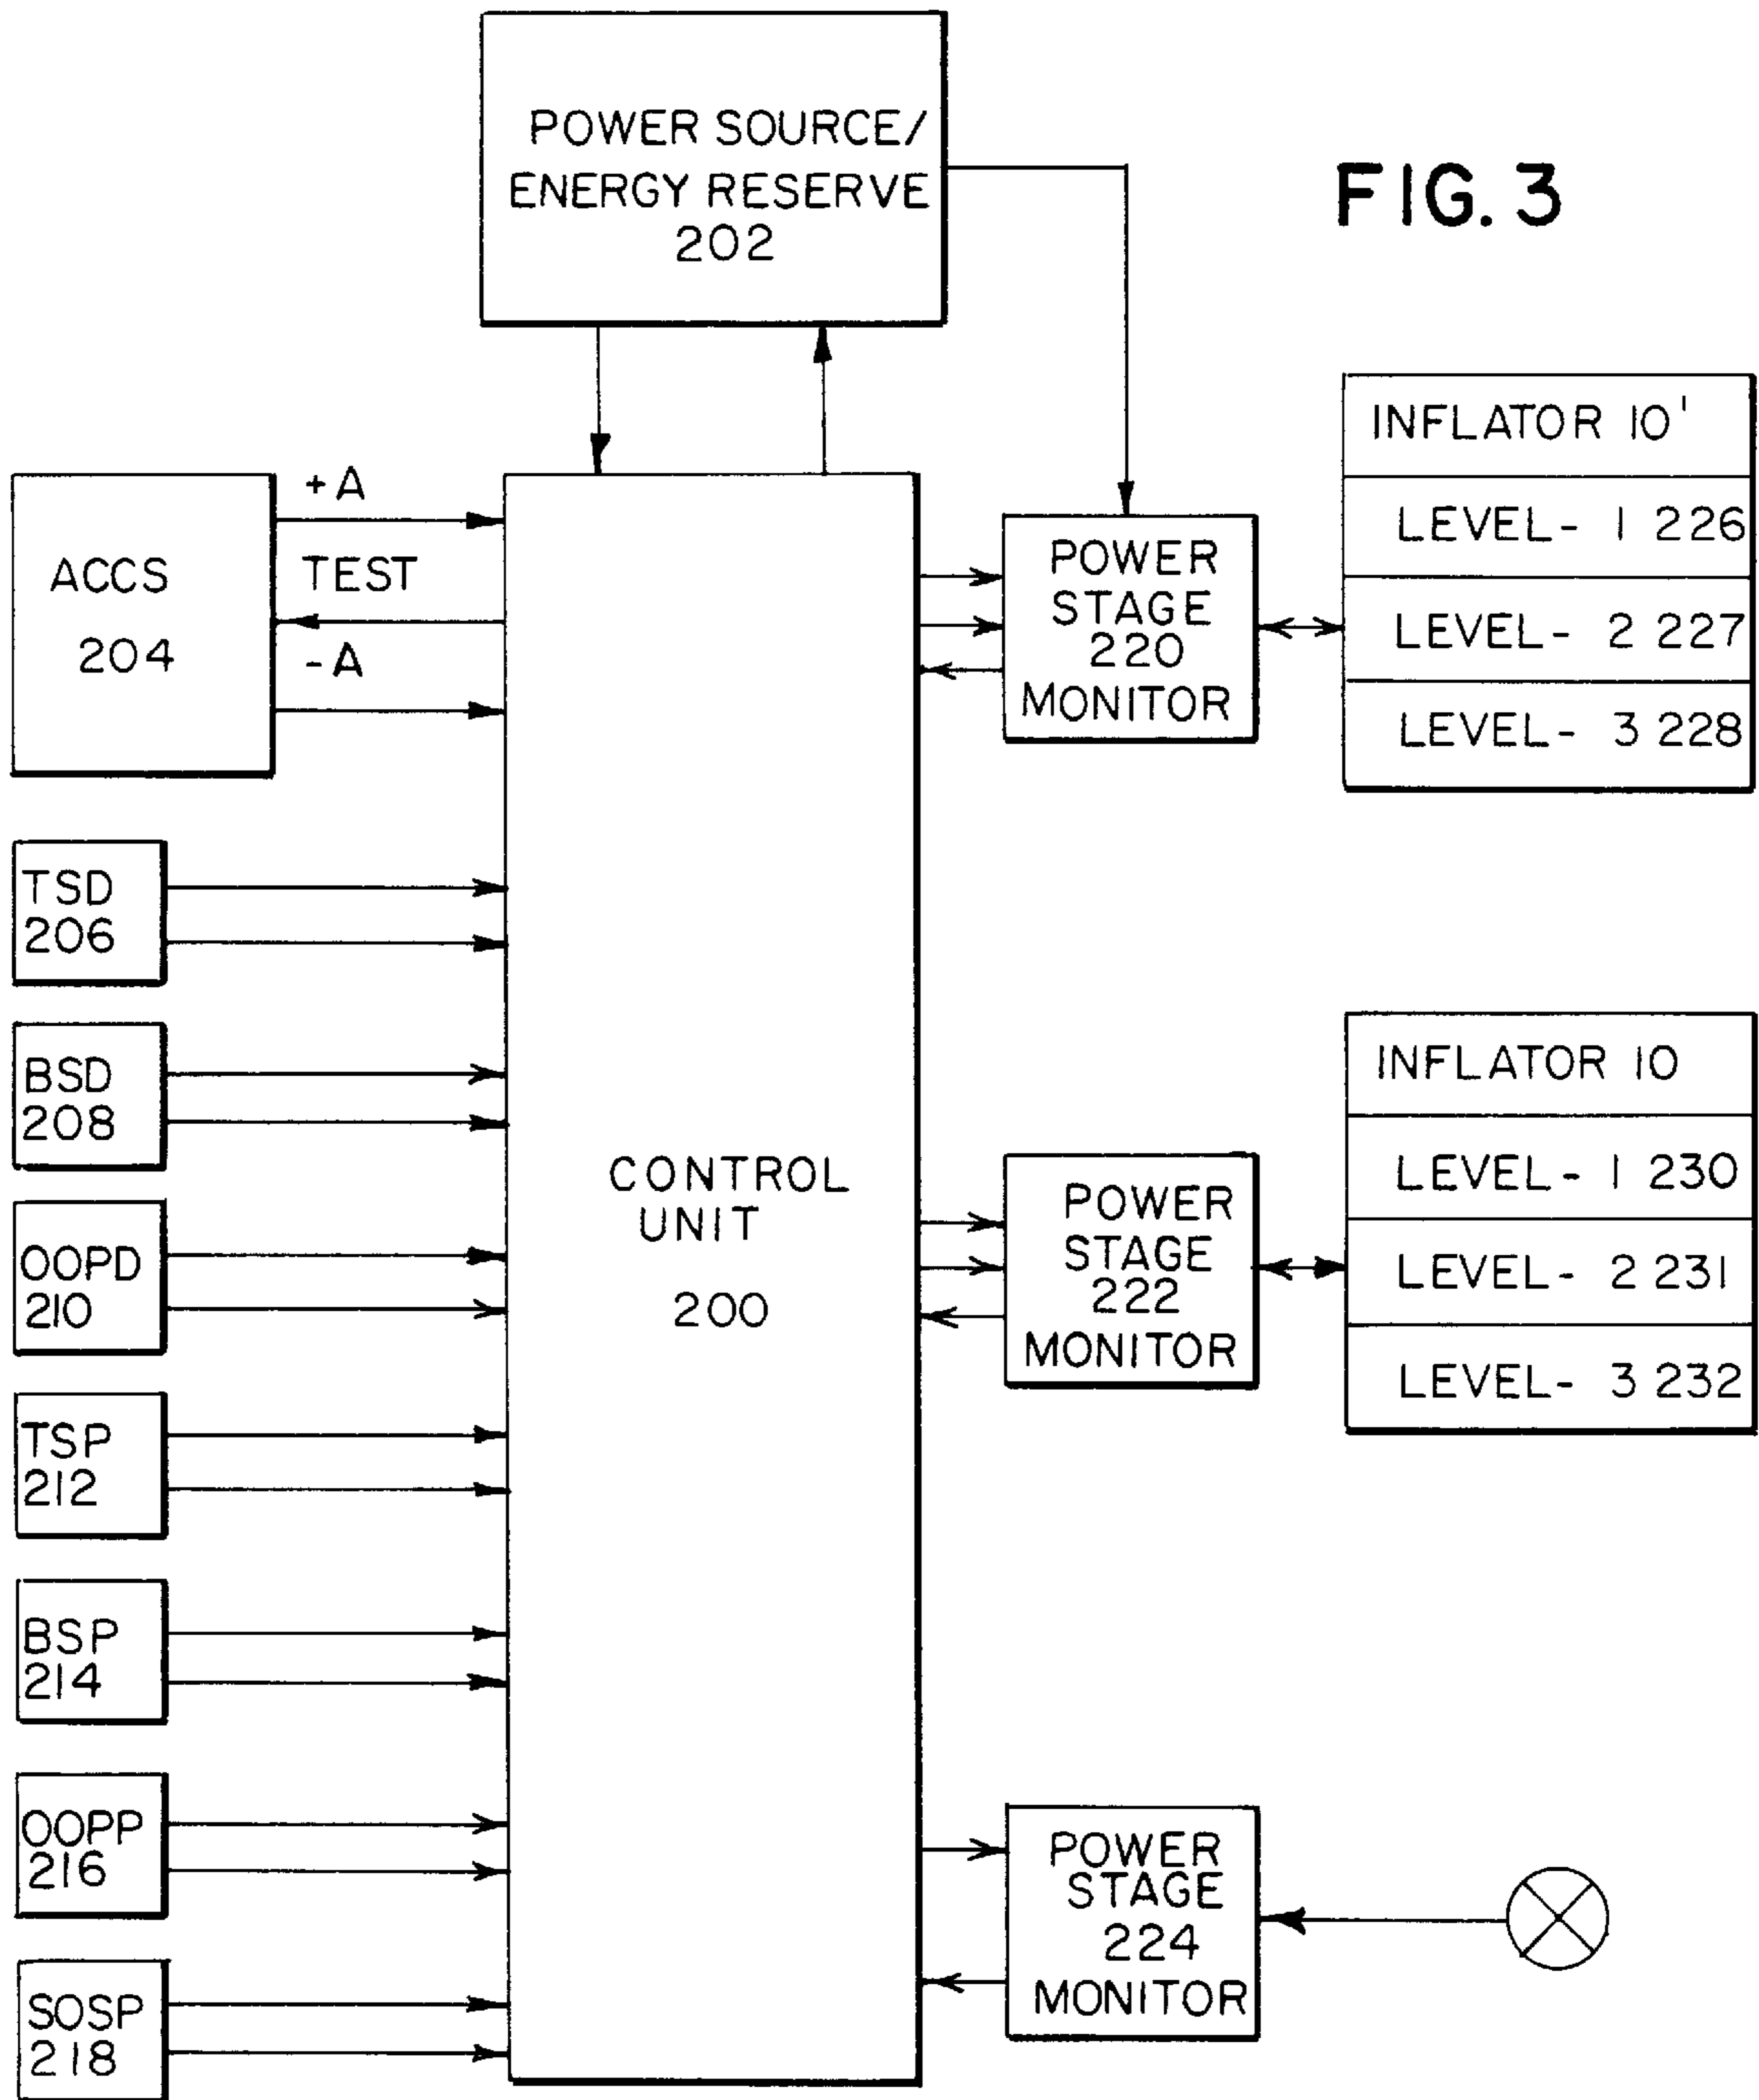 POWER SOURCE/
ENERGY RESERVE
202
FIG. 3
ACCS
204
+A
TEST
-A
TSD
206
BSD
208
OOPD
210
TSP
212
BSP
214
OOPP
216
SOSP
218
CONTROL
UNIT
200
POWER
STAGE
220
MONITOR
INFLATOR 10'
LEVEL- 1 226
LEVEL- 2 227
LEVEL- 3 228
POWER
STAGE
222
MONITOR
INFLATOR 10
LEVEL- 1 230
LEVEL- 2 231
LEVEL- 3 232
POWER
STAGE
224
MONITOR